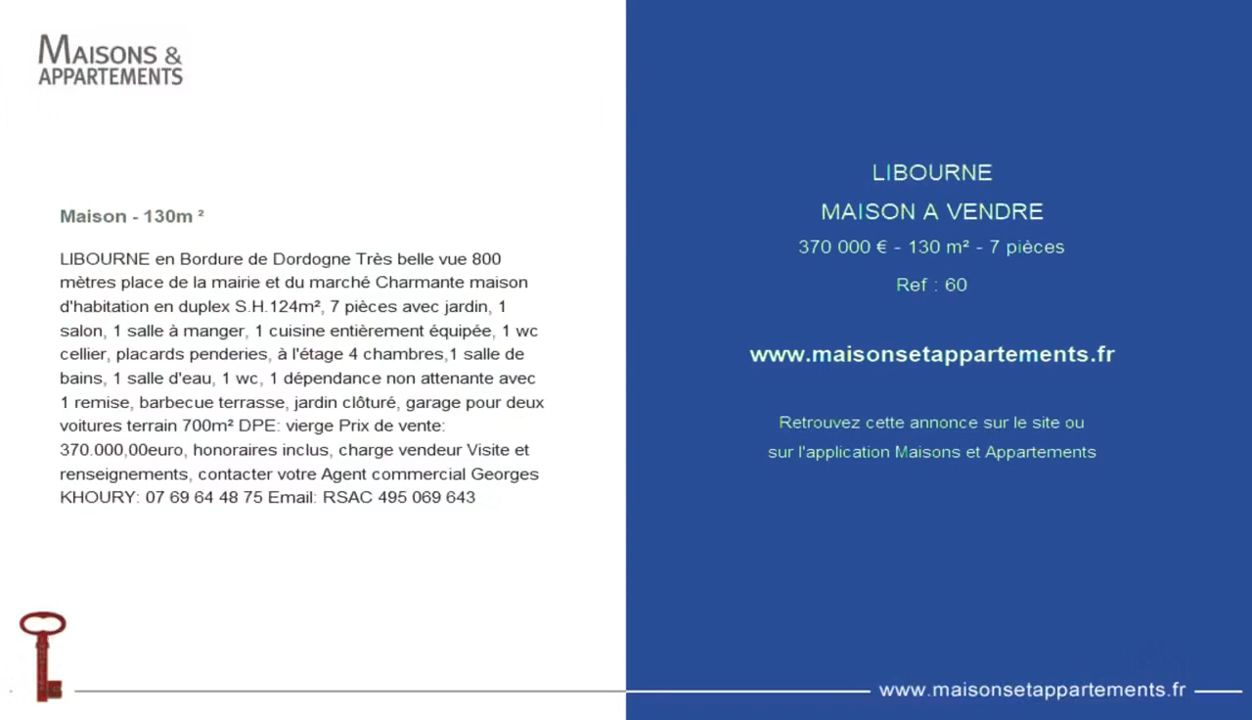 MAISONS &
APPARTEMENTS
Maison - 130m ²
LIBOURNE en Bordure de Dordogne Très belle vue 800
mètres place de la mairie et du marché Charmante maison
d'habitation en duplex S.H.124m², 7 pièces avec jardin, 1
salon, 1 salle à manger, 1 cuisine entièrement équipée, 1 wc
cellier, placards penderies, à l'étage 4 chambres,1 salle de
bains, 1 salle d'eau, 1 wc, 1 dépendance non attenante avec
1 remise, barbecue terrasse, jardin clôturé, garage pour deux
voitures terrain 700m² DPE: vierge Prix de vente:
370.000,00euro, honoraires inclus, charge vendeur Visite et
renseignements, contacter votre Agent commercial Georges
KHOURY: 07 69 64 48 75 Email: RSAC 495 069 643
LIBOURNE
MAISON A VENDRE
370 000 € - 130 m² - 7 pièces
Ref : 60
www.maisonsetappartements.fr
Retrouvez cette annonce sur le site ou
sur l'application Maisons et Appartements
www.maisonsetappartements.fr